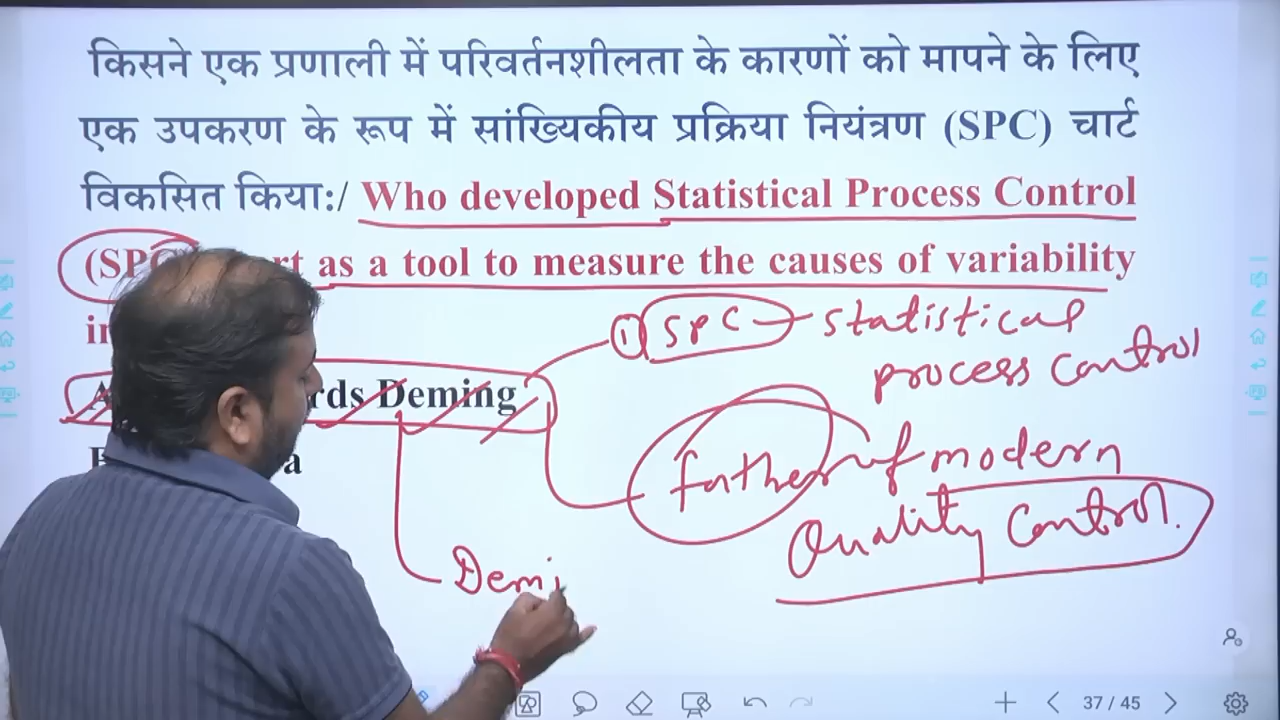 किसने एक प्रणाली में परिवर्तनशीलता के कारणों को मापने के लिए
एक उपकरण के रूप में सांख्यिकीय प्रक्रिया नियंत्रण (SPC) चार्ट
विकसित किया:/ Who developed Statistical Process Control
(SPC) as a tool to measure the causes of variability
① SPC → statistical
process control
Deming
father of modern
Quality Control.
Demi
37 / 45